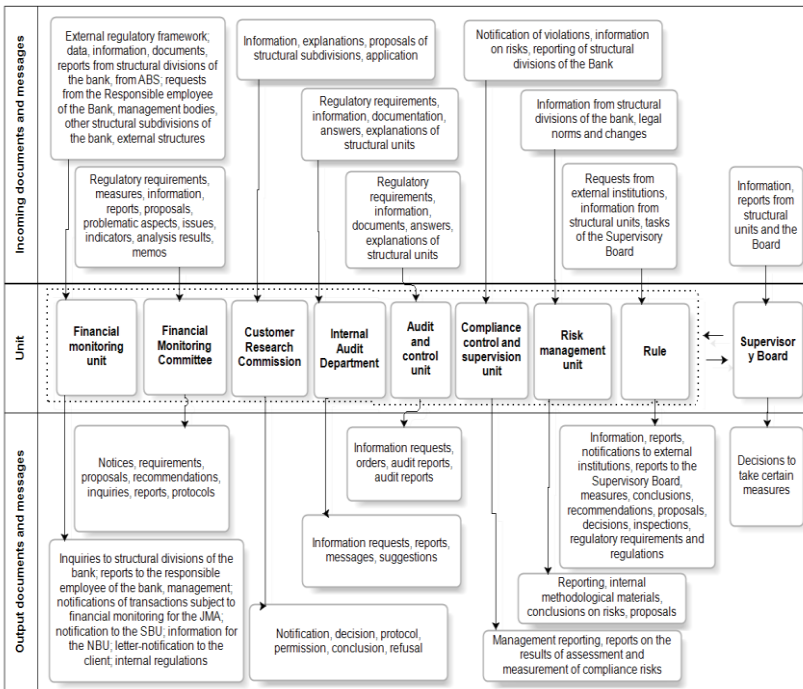 Incoming documents and messages
External regulatory framework;
data, information, documents,
reports from structural divisions of
the bank, from ABS; requests
from the Responsible employee
of the Bank, management bodies,
other structural subdivisions of
the bank, external structures
Information, explanations, proposals of
structural subdivisions, application
Notification of violations, information
on risks, reporting of structural
divisions of the Bank
Regulatory requirements,
information, documentation,
answers, explanations of
structural units
Information from structural
divisions of the bank, legal
norms and changes
Regulatory requirements,
measures, information,
reports, proposals,
problematic aspects, issues,
indicators, analysis results,
memos
Regulatory
requirements,
information,
documents, answers,
explanations of
structural units
Requests from
external institutions,
information from
structural units, tasks
of the Supervisory
Board
Information,
reports from
structural
units and the
Board
Unit
Financial
monitoring
unit
Financial
Monitoring
Committee
Customer
Research
Commission
Internal
Audit
Department
Audit
and
control
unit
Compliance
control and
supervision
unit
Risk
management
unit
Rule
Supervisor
y Board
Output documents and messages
Notices, requirements,
proposals, recommendations,
inquiries, reports, protocols
Information requests,
orders, audit reports,
audit reports
Information, reports,
notifications to external
institutions, reports to the
Supervisory Board,
measures, conclusions,
recommendations, proposals,
decisions, inspections,
regulatory requirements and
regulations
Decisions to
take certain
measures
Information requests, reports,
messages, suggestions
Inquiries to structural divisions of the
bank; reports to the responsible
employee of the bank, management;
notifications of transactions subject to
financial monitoring for the JMA;
notification to the SBU; information for
the NBU; letter-notification to the
client; internal regulations
Reporting, internal
methodological materials,
conclusions on risks, proposals
Notification, decision, protocol,
permission, conclusion, refusal
Management reporting, reports on the
results of assessment and
measurement of compliance risks